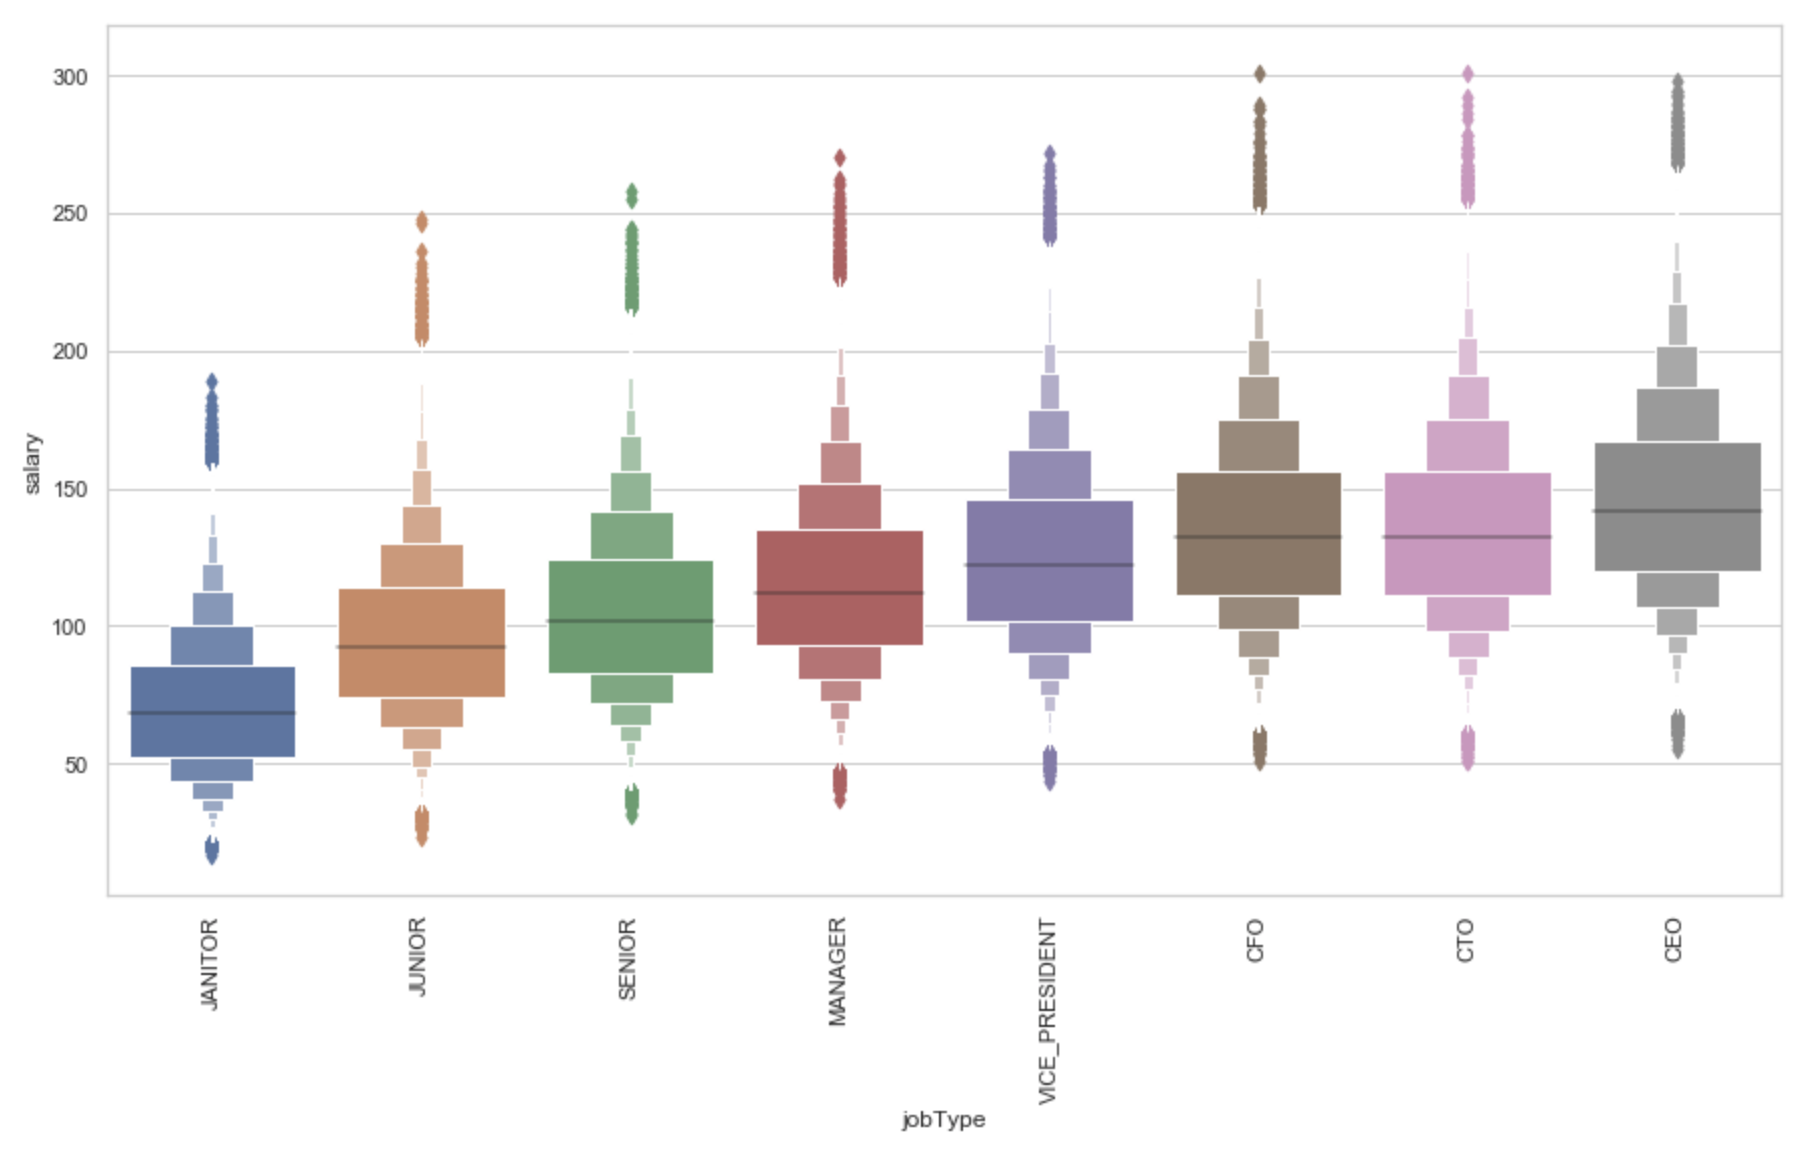 300
250
200
150
100
50
salary
JANITOR
JUNIOR
SENIOR
MANAGER
VICE_PRESIDENT
CFO
CTO
CEO
jobType